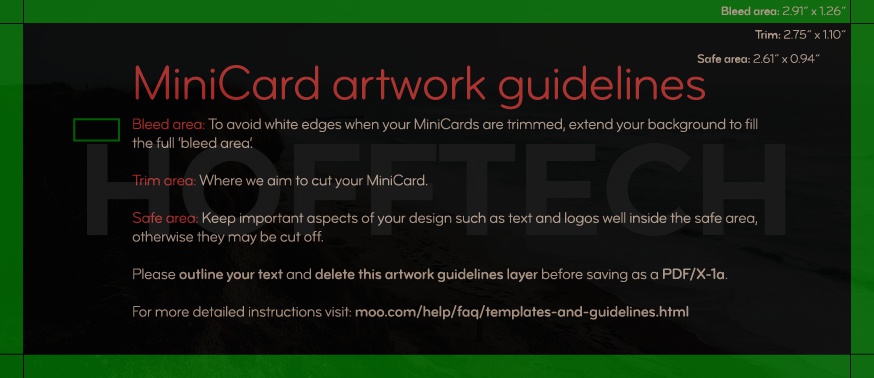 Bleed area: 2.91″ x 1.26″
Trim: 2.75″ x 1.10″
Safe area: 2.61″ x 0.94″
MiniCard artwork guidelines
Bleed area: To avoid white edges when your MiniCards are trimmed, extend your background to fill
the full ‘bleed area’.
Trim area: Where we aim to cut your MiniCard.
Safe area: Keep important aspects of your design such as text and logos well inside the safe area,
otherwise they may be cut off.
HOFFTECH
Please outline your text and delete this artwork guidelines layer before saving as a PDF/X-1a.
For more detailed instructions visit: moo.com/help/faq/templates-and-guidelines.html